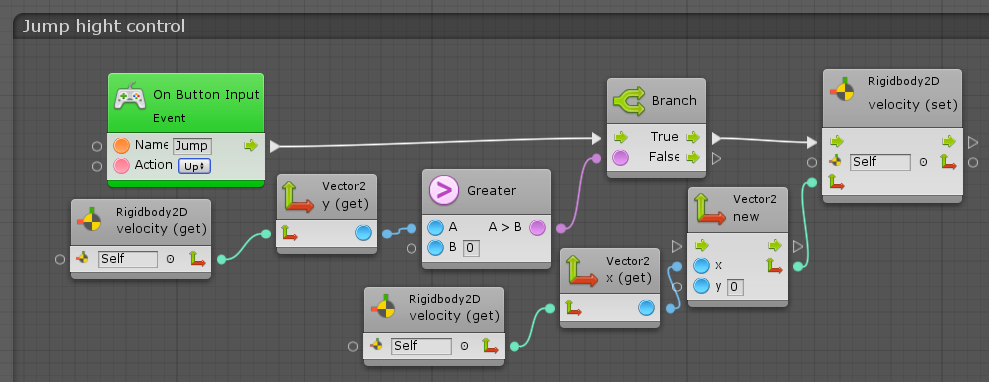 Jump hight control
On Button Input
Event
Name Jump
Action Up
Branch
True
False
Rigidbody2D
velocity (set)
Self
Rigidbody2D
velocity (get)
Self
Vector2
y (get)
Greater
A A > B
B 0
Vector2
x (get)
Vector2
new
x
y 0
Rigidbody2D
velocity (get)
Self